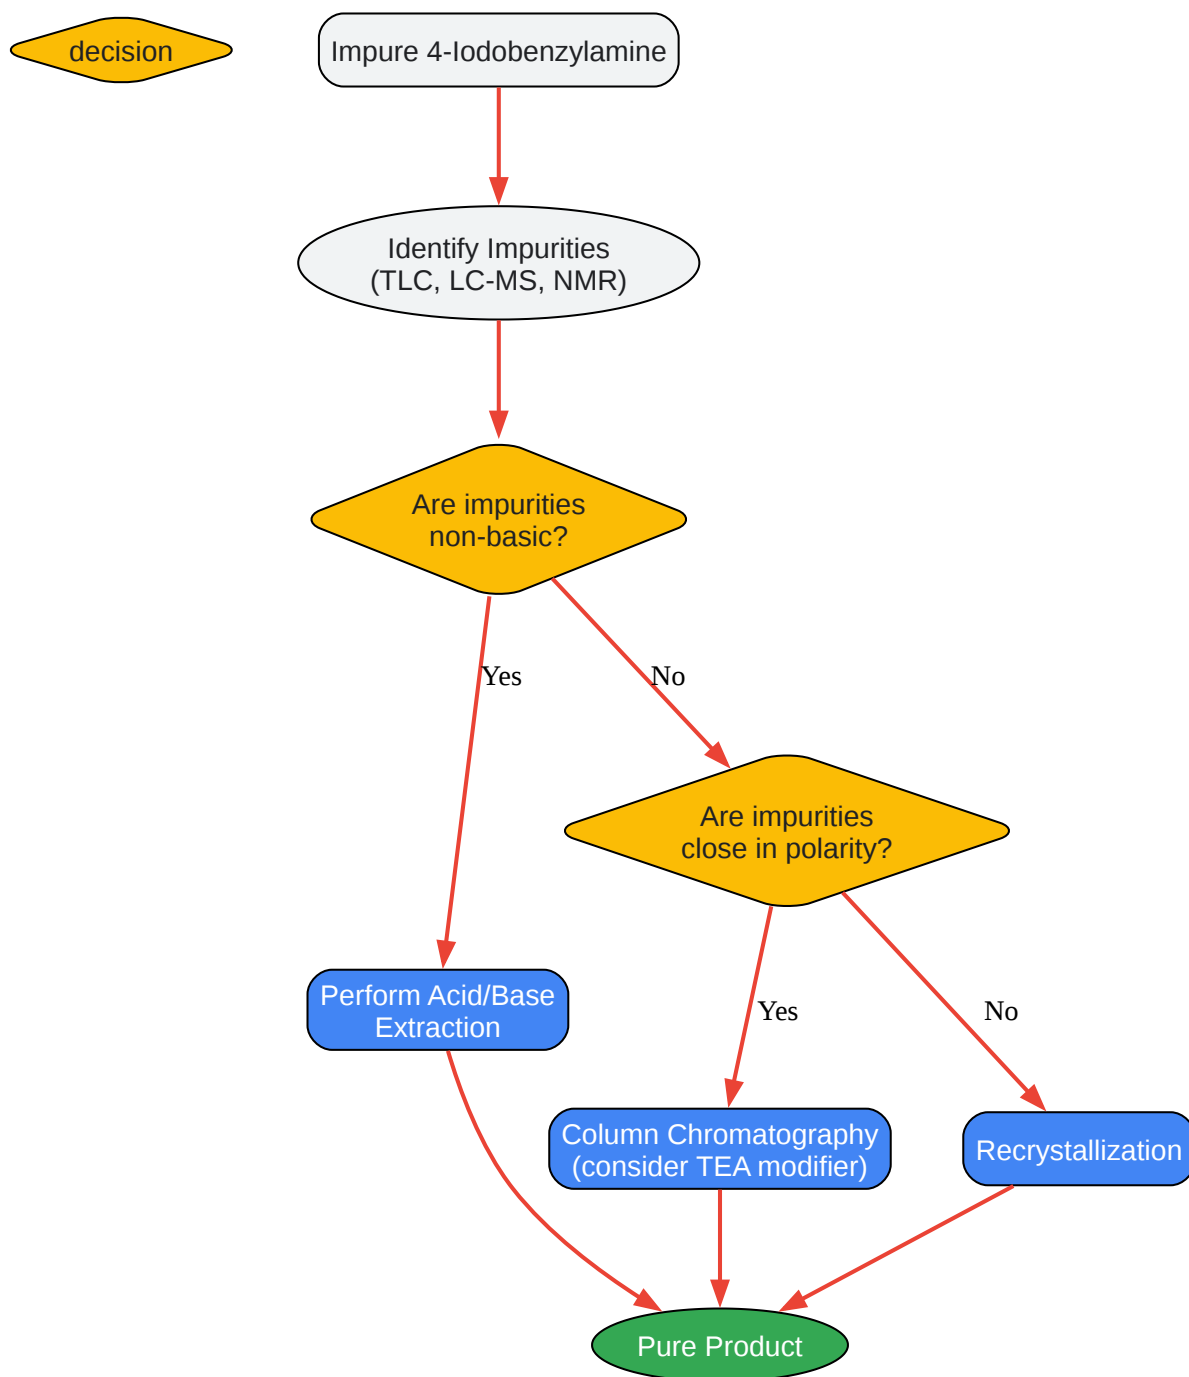 decision
Impure 4-Iodobenzylamine
Identify Impurities
(TLC, LC-MS, NMR)
Are impurities
non-basic?
Yes
No
Are impurities
close in polarity?
Perform Acid/Base
Extraction
Yes
No
Column Chromatography
(consider TEA modifier)
Recrystallization
Pure Product